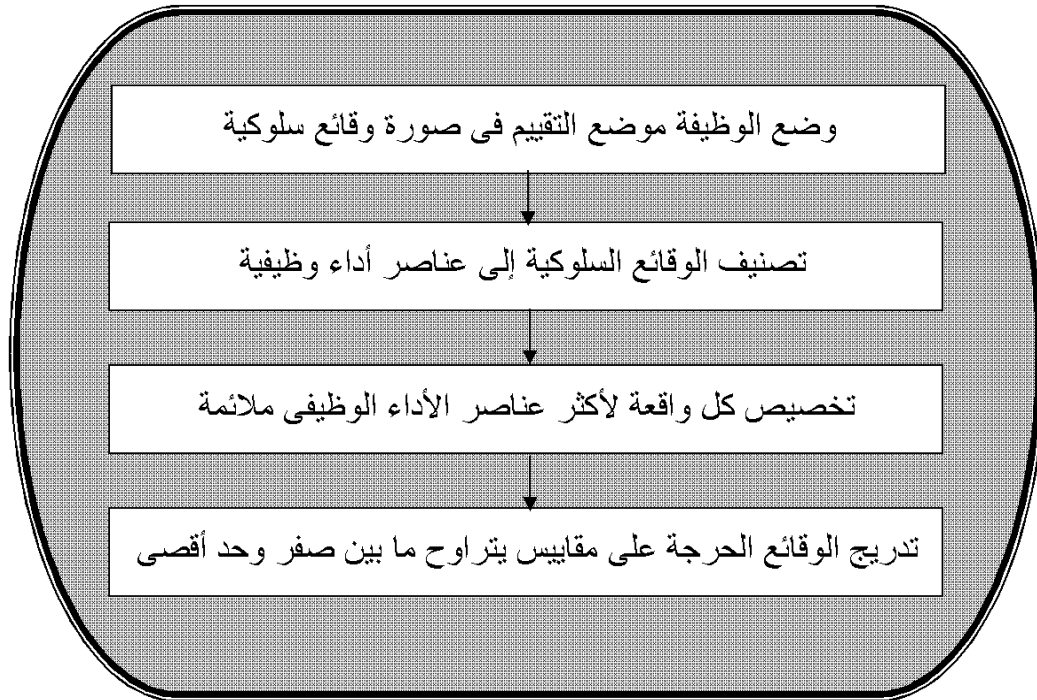 وضع الوظيفة موضع التقييم فى صورة وقائع سلوكية
تصنيف الوقائع السلوكية إلى عناصر أداء وظيفية
تخصيص كل واقعة لأكثر عناصر الأداء الوظيفى ملائمة
تدريج الوقائع الحرجة على مقاييس يتراوح ما بين صفر وحد أقصى